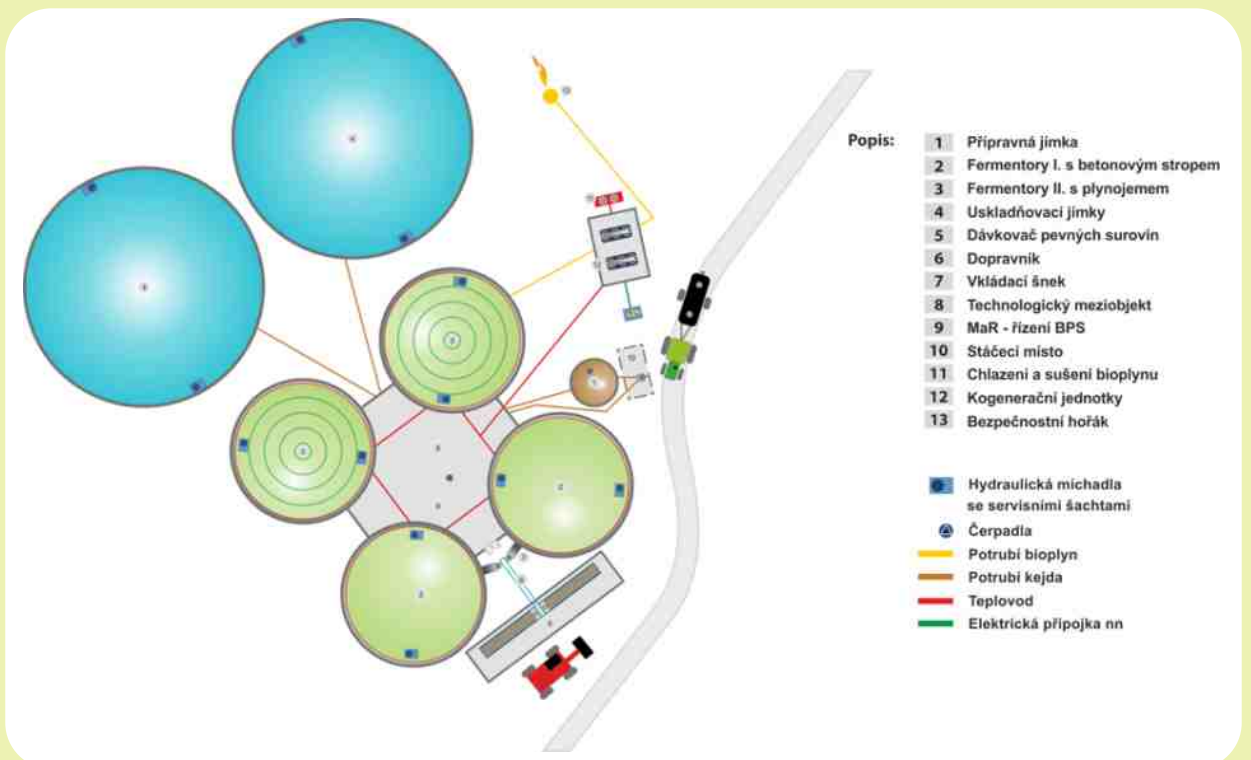 Popis:
1 Přípravná jímka
2 Fermentory I. s betonovým stropem
3 Fermentory II. s plynojemem
4 Uskladňovací jímky
5 Dávkovač pevných surovin
6 Dopravník
7 Vkládací šnek
8 Technologický meziobjekt
9 MaR - řízení BPS
10 Stáčecí místo
11 Chlazení a sušení bioplynu
12 Kogenerační jednotky
13 Bezpečnostní hořák
Hydraulická míchadla
se servisními šachtami
Čerpadla
Potrubí bioplyn
Potrubí kejda
Teplovod
Elektrická přípojka nn